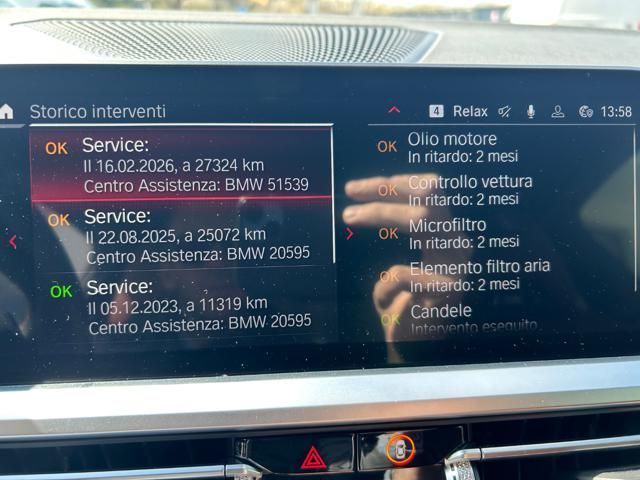 Storico interventi
4 Relax 13:58
OK Service:
Il 16.02.2026, a 27324 km
Centro Assistenza: BMW 51539
OK Service:
Il 22.08.2025, a 25072 km
Centro Assistenza: BMW 20595
OK Service:
Il 05.12.2023, a 11319 km
Centro Assistenza: BMW 20595
OK Olio motore
In ritardo: 2 mesi
OK Controllo vettura
In ritardo: 2 mesi
OK Microfiltro
In ritardo: 2 mesi
OK Elemento filtro aria
In ritardo: 2 mesi
OK Candele
Intervento eseguito